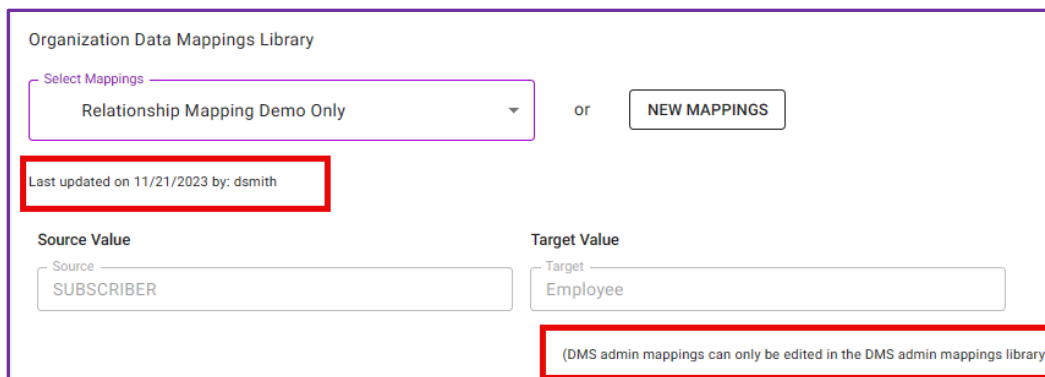 Organization Data Mappings Library
Select Mappings
Relationship Mapping Demo Only
or
NEW MAPPINGS
Last updated on 11/21/2023 by: dsmith
Source Value
Target Value
Source
SUBSCRIBER
Target
Employee
(DMS admin mappings can only be edited in the DMS admin mappings library